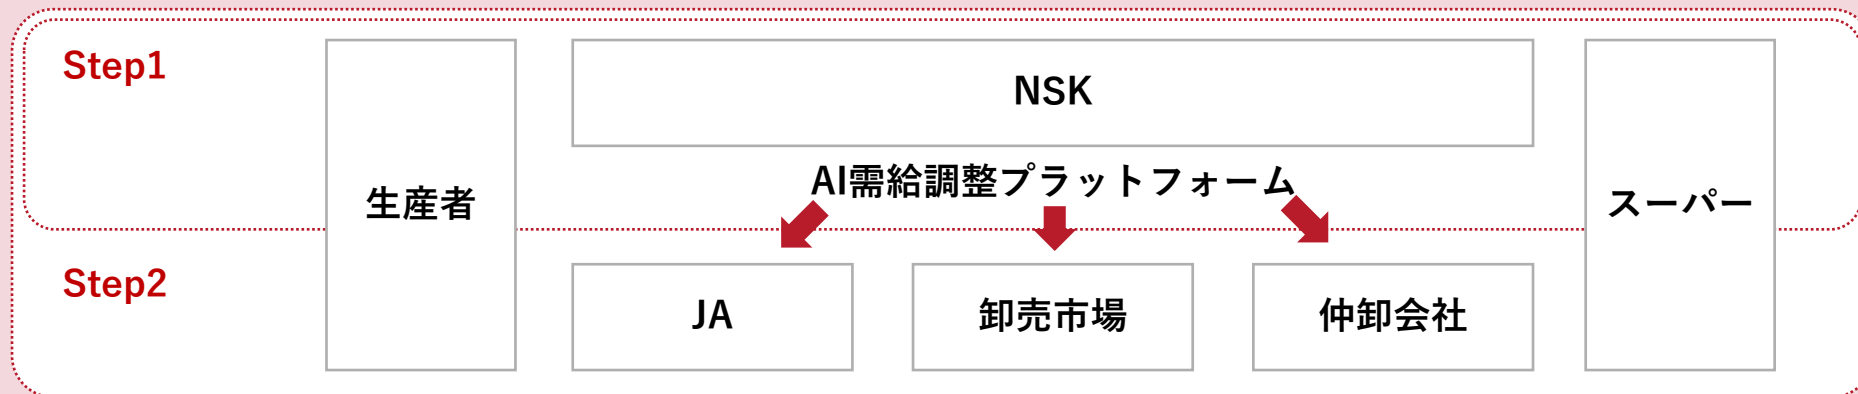 Step1
NSK
AI需給調整プラットフォーム
生産者
スーパー
Step2
JA
卸売市場
仲卸会社